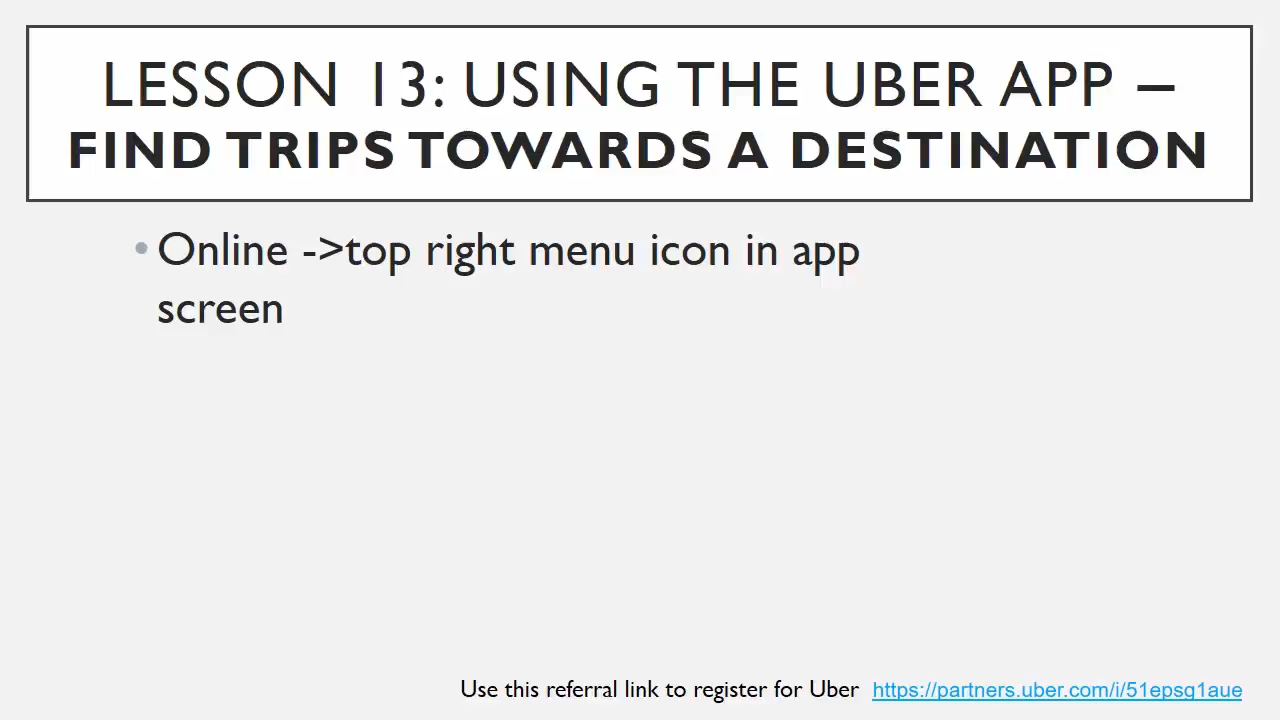 LESSON 13: USING THE UBER APP –
FIND TRIPS TOWARDS A DESTINATION
• Online ->top right menu icon in app
screen
Use this referral link to register for Uber https://partners.uber.com/i/51epsq1aue